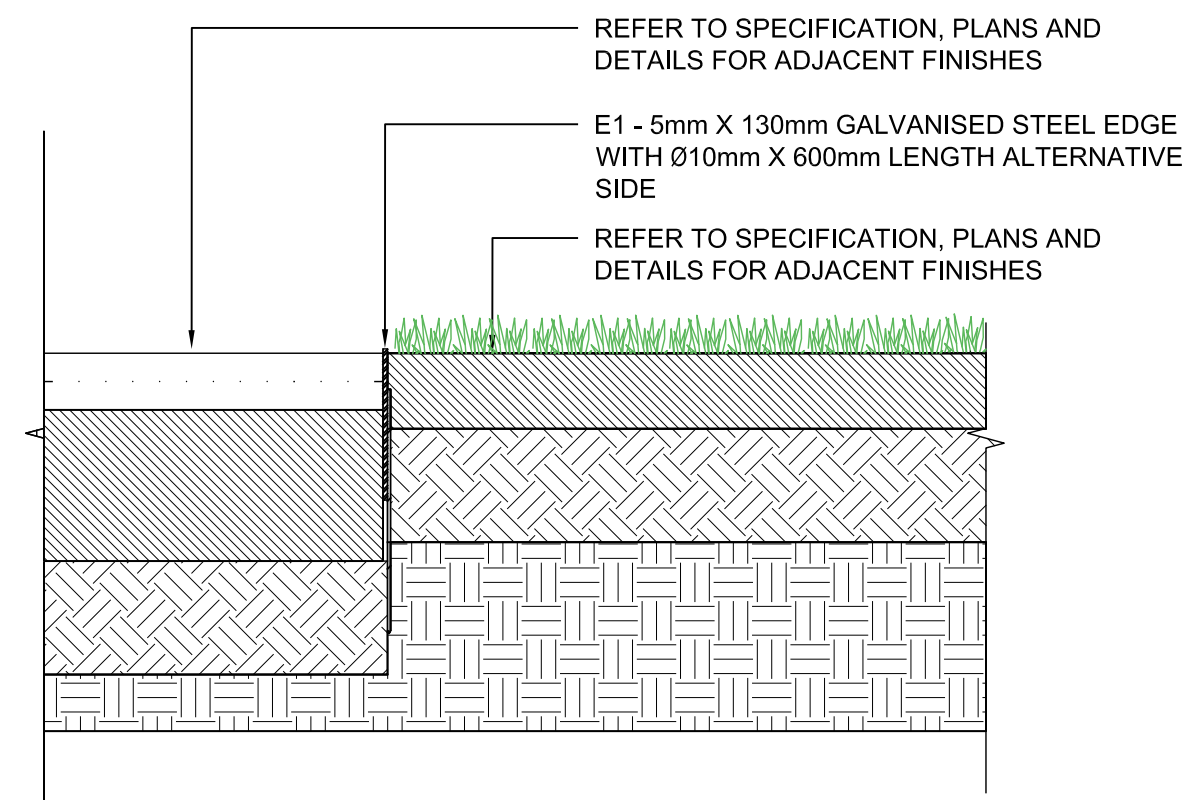 REFER TO SPECIFICATION, PLANS AND
DETAILS FOR ADJACENT FINISHES
E1 - 5mm X 130mm GALVANISED STEEL EDGE
WITH Ø10mm X 600mm LENGTH ALTERNATIVE
SIDE
REFER TO SPECIFICATION, PLANS AND
DETAILS FOR ADJACENT FINISHES